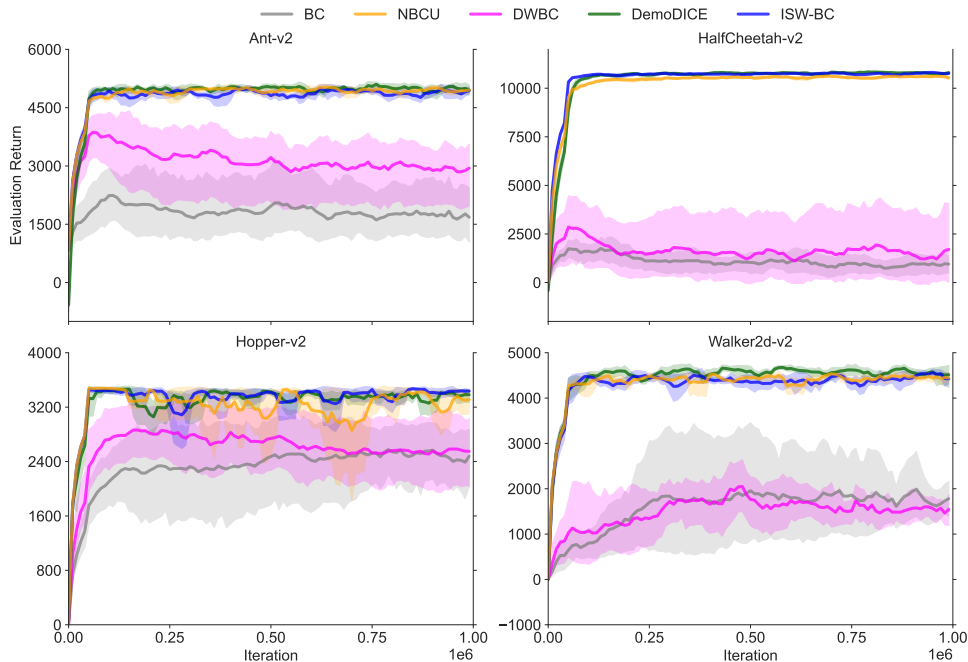 BC NBCU DWBC DemoDICE ISW-BC
Ant-v2
HalfCheetah-v2
Evaluation Return
6000
4500
3000
1500
0
10000
7500
5000
2500
0
Hopper-v2
Walker2d-v2
4000
3200
2400
1600
800
0
5000
4000
3000
2000
1000
0
−1000
0.00 0.25 0.50 0.75 1.00
Iteration
1e6
0.00 0.25 0.50 0.75 1.00
Iteration
1e6